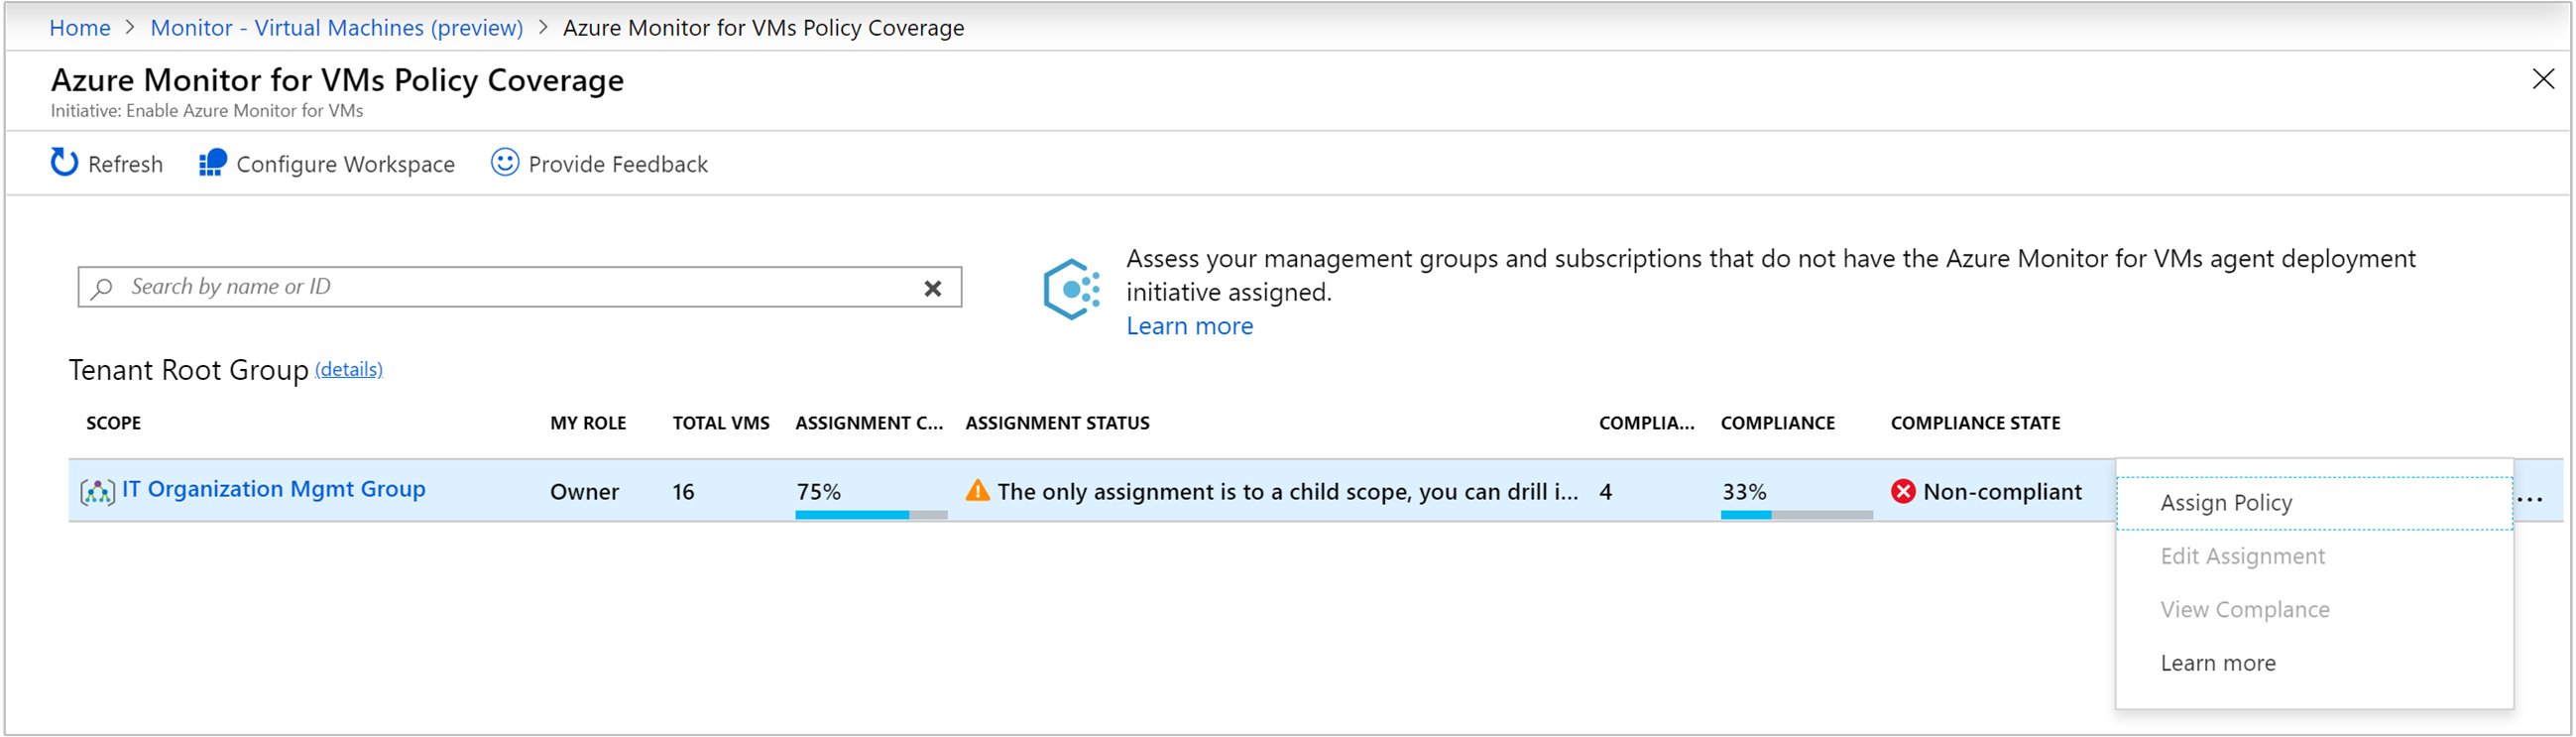 Home > Monitor - Virtual Machines (preview) > Azure Monitor for VMs Policy Coverage
Azure Monitor for VMs Policy Coverage
Initiative: Enable Azure Monitor for VMs
Refresh Configure Workspace Provide Feedback
Search by name or ID
Assess your management groups and subscriptions that do not have the Azure Monitor for VMs agent deployment
initiative assigned.
Learn more
Tenant Root Group (details)
SCOPE MY ROLE TOTAL VMS ASSIGNMENT C... ASSIGNMENT STATUS COMPLIA... COMPLIANCE COMPLIANCE STATE
IT Organization Mgmt Group Owner 16 75% The only assignment is to a child scope, you can drill i... 4 33% Non-compliant ...
Assign Policy
Edit Assignment
View Complance
Learn more